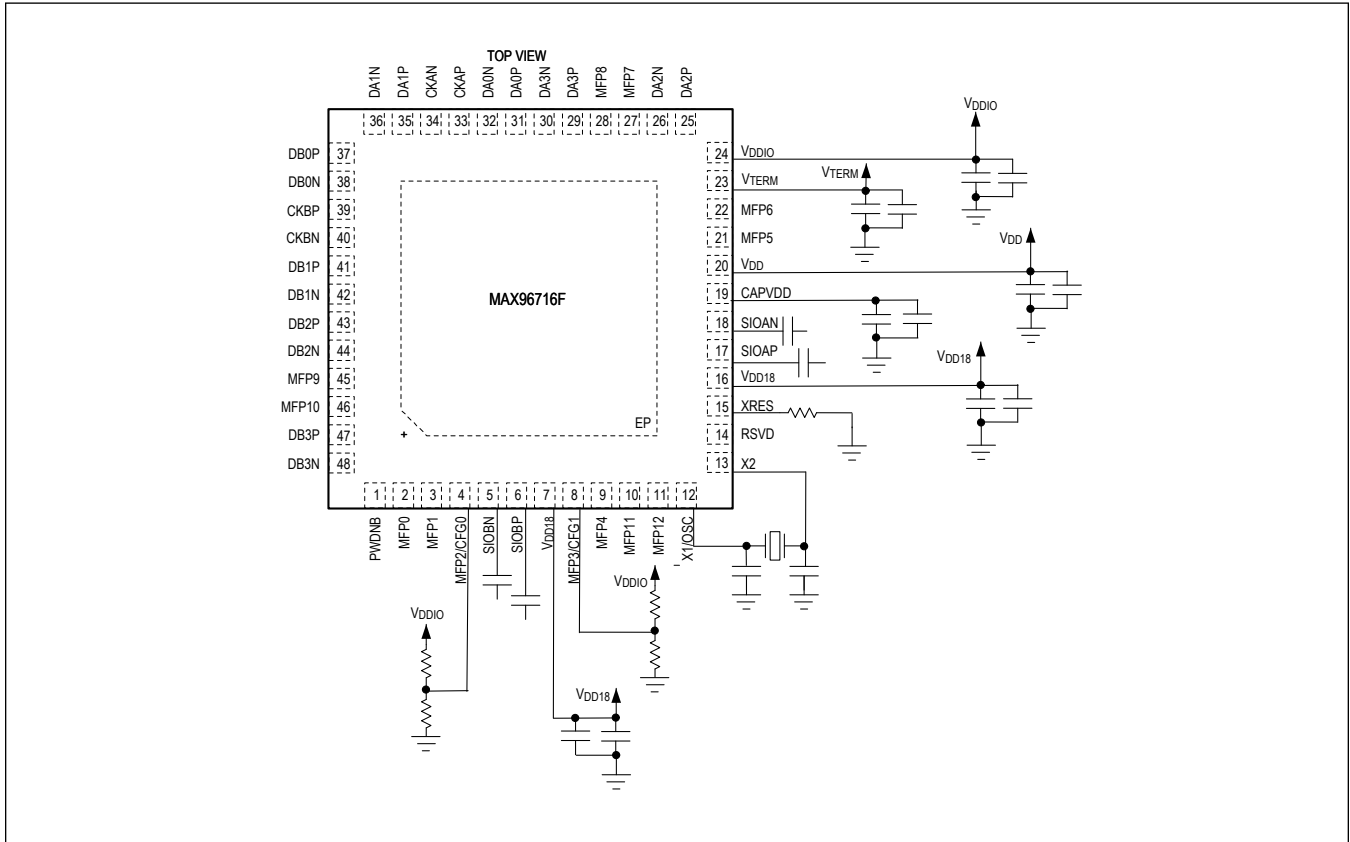 TOP VIEW
DA1N DA1P CKAN CKAP DA0N DA0P DA3N DA3P MFP8 MFP7 DA2N DA2P
36 35 34 33 32 31 30 29 28 27 26 25
VDDIO
DB0P 37 24 VDDIO
VTERM
DB0N 38 23 VTERM
CKBP 39 22 MFP6
CKBN 40 21 MFP5
VDD
DB1P 41 20 VDD
DB1N 42 19 CAPVDD
MAX96716F
DB2P 43 18 SIOAN
DB2N 44 17 SIOAP
VDD18
MFP9 45 16 VDD18
MFP10 46 15 XRES
EP
DB3P 47 14 RSVD
+
DB3N 48 13 X2
1 2 3 4 5 6 7 8 9 10 11 12
PWDNB MFP0 MFP1 MFP2/CFG0 SIOBN SIOBP VDD18 MFP3/CFG1 MFP4 MFP11 MFP12 X1/OSC
VDDIO
VDDIO
VDD18